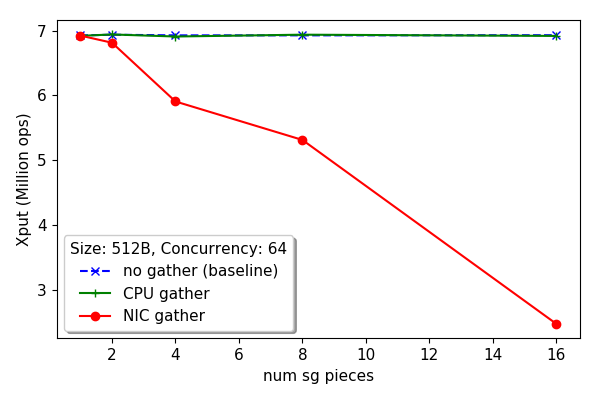 7
6
5
4
3
Xput (Million ops)
Size: 512B, Concurrency: 64
no gather (baseline)
CPU gather
NIC gather
2 4 6 8 10 12 14 16
num sg pieces